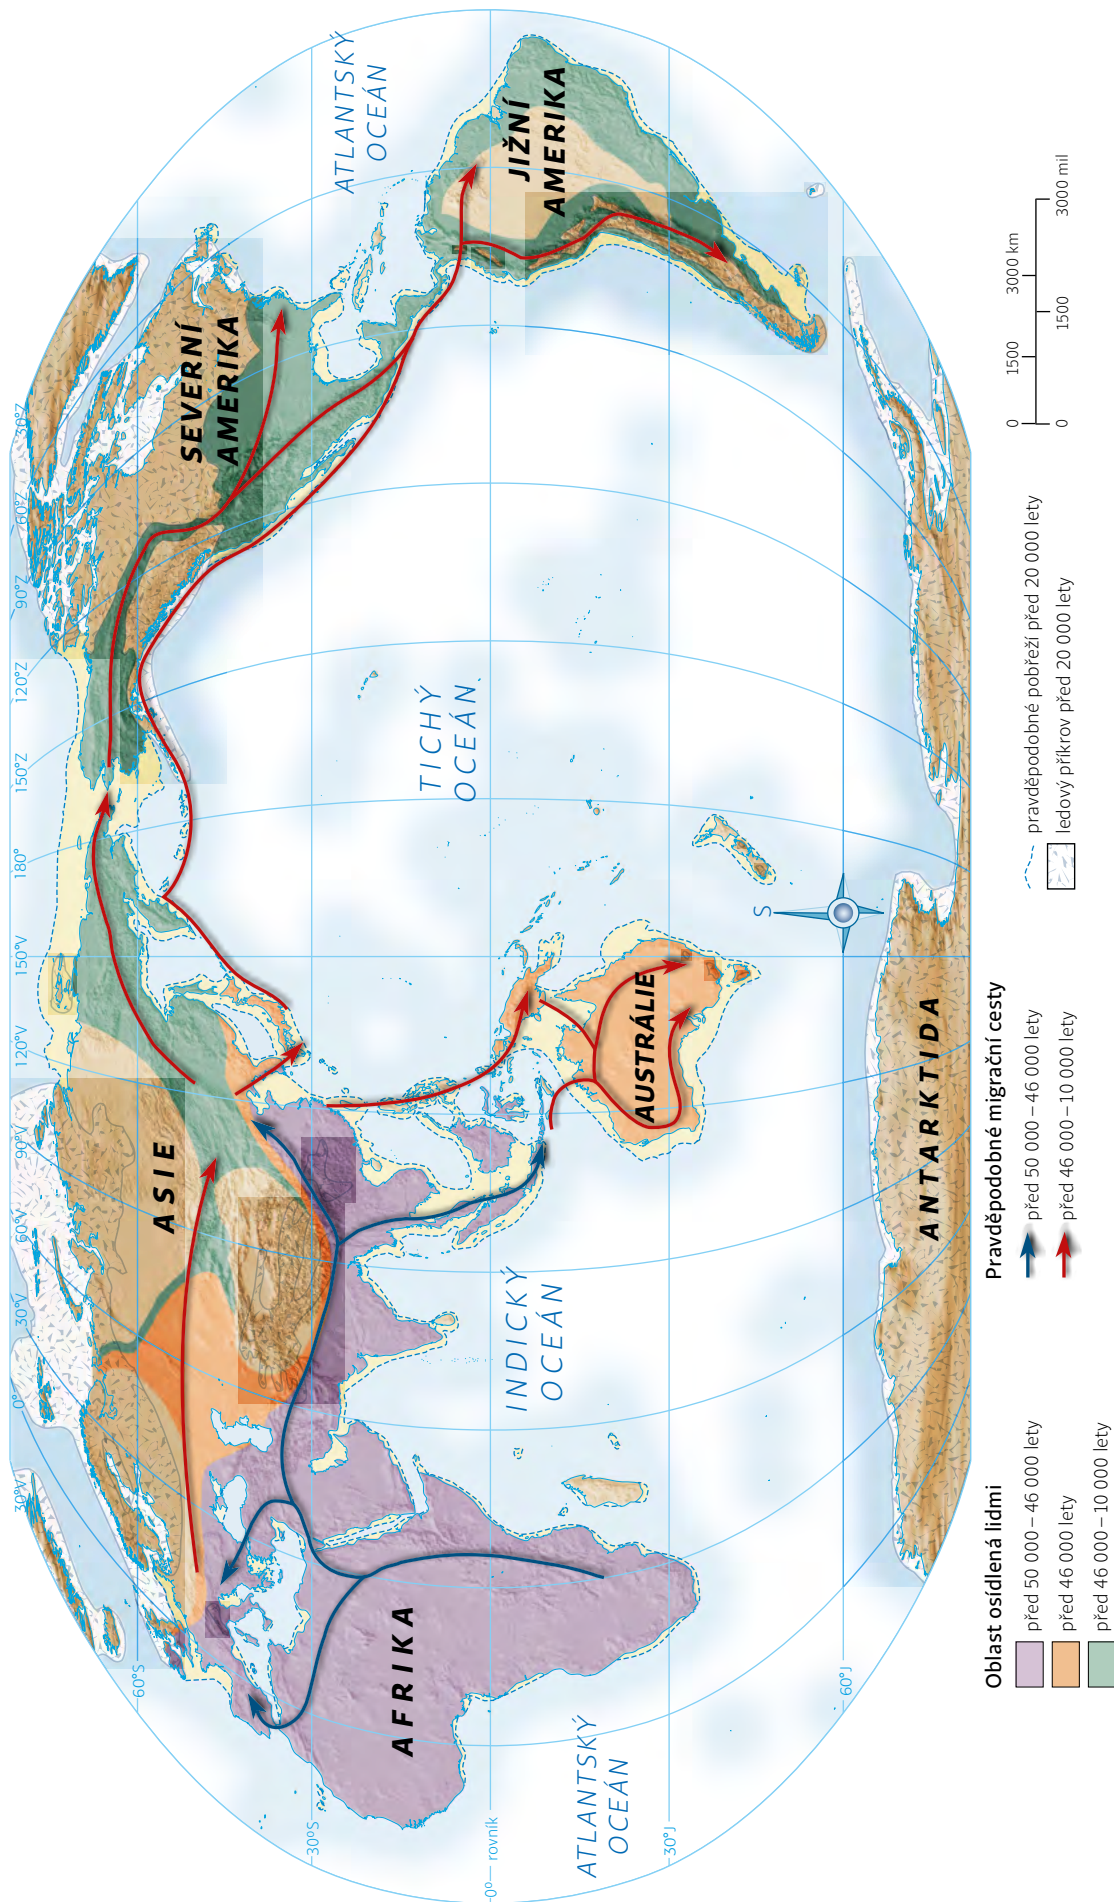 30°V
0°
30°V
60°V
90°V
120°V
150°V
180°
150°Z
120°Z
90°Z
60°Z
30°Z
60°S
30°S
0° rovník
30°J
60°J
ASIE
SEVERNÍ
AMERIKA
ATLANTSKÝ
OCEÁN
AFRIKA
TICHÝ
OCEÁN
JIŽNÍ
AMERIKA
INDICKÝ
OCEÁN
ATLANTSKÝ
OCEÁN
AUSTRÁLIE
S
ANTARKTIDA
Oblast osídlená lidmi
před 50 000 – 46 000 lety
před 46 000 lety
před 46 000 – 10 000 lety
Pravděpodobné migrační cesty
před 50 000 – 46 000 lety
před 46 000 – 10 000 lety
pravděpodobné pobřeží před 20 000 lety
ledový příkrov před 20 000 lety
0 1500 3000 km
0 1500 3000 mil